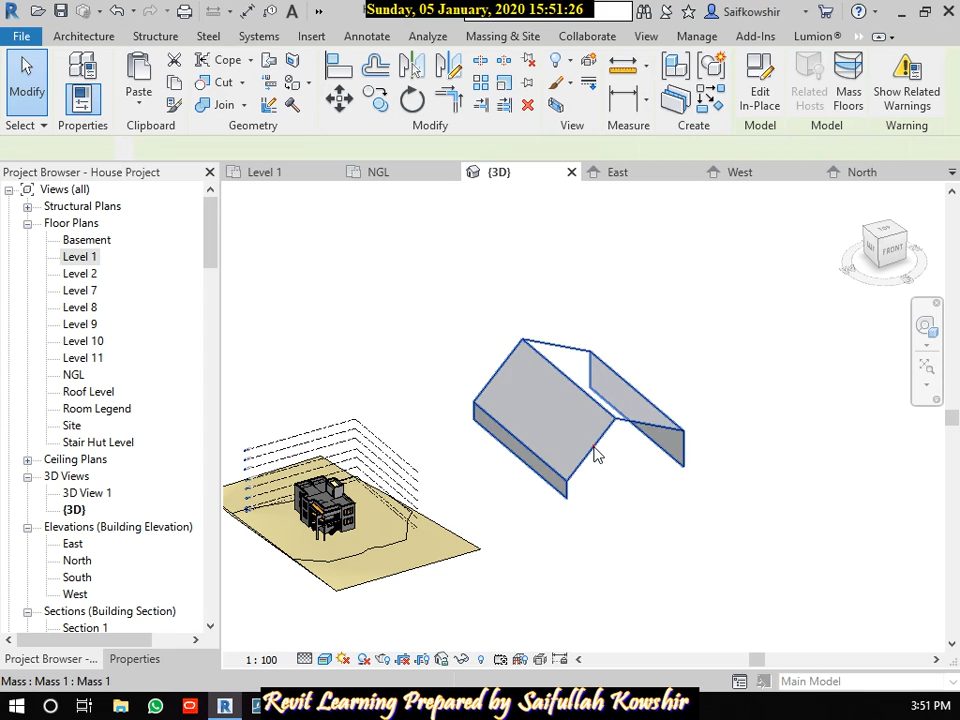 Sunday, 05 January, 2020 15:51:26
Saifkowshir
File Architecture Structure Steel Systems Insert Annotate Analyze Massing & Site Collaborate View Manage Add-Ins Lumion®
Cope
Cut
Join
Modify
Paste
Edit In-Place
Related Hosts
Mass Floors
Show Related Warnings
Select Properties Clipboard Geometry Modify View Measure Create Model Model Warning
Project Browser - House Project
Level 1 NGL {3D} East West North
Views (all)
Structural Plans
Floor Plans
Basement
Level 1
Level 2
Level 7
Level 8
Level 9
Level 10
Level 11
NGL
Roof Level
Room Legend
Site
Stair Hut Level
Ceiling Plans
3D Views
3D View 1
{3D}
Elevations (Building Elevation)
East
North
South
West
Sections (Building Section)
Section 1
TOP
FRONT
Project Browser -... Properties
1 : 100
Mass : Mass 1 : Mass 1
Main Model
Revit Learning Prepared by Saifullah Kowshir
3:51 PM